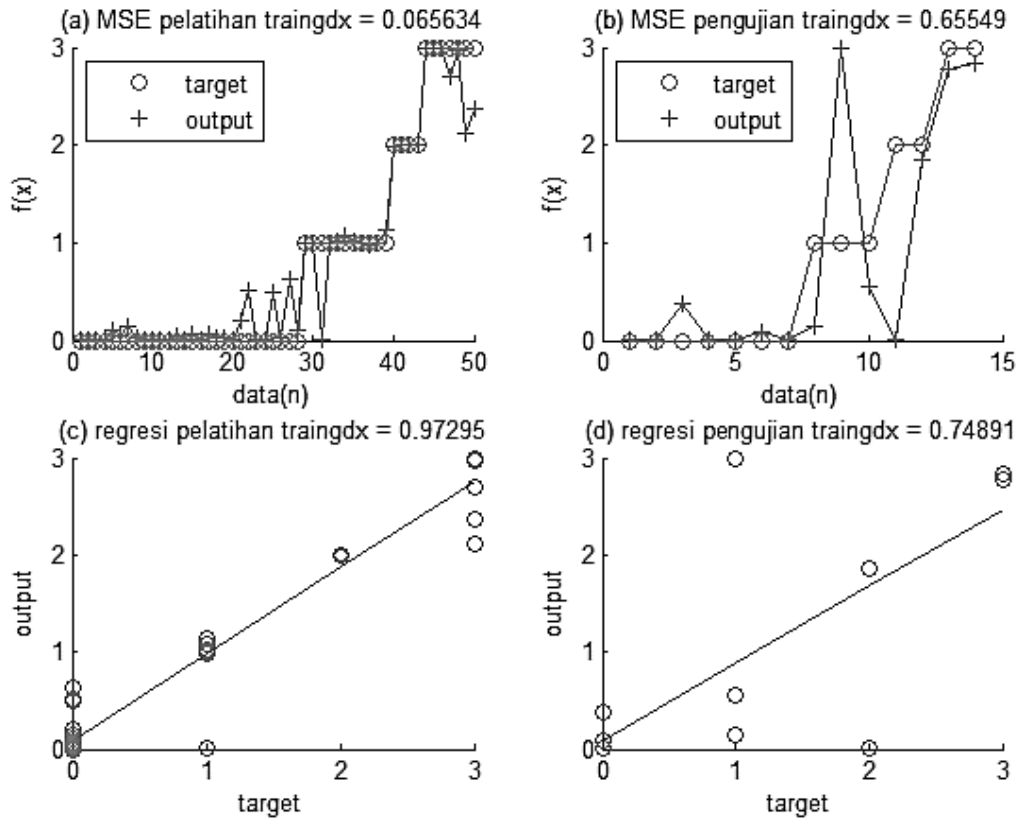 (a) MSE pelatihan traingdx = 0.065634
3
2
1
0
f(x)
target
output
0 10 20 30 40 50
data(n)
(b) MSE pengujian traingdx = 0.65549
3
2
1
0
f(x)
target
output
0 5 10 15
data(n)
(c) regresi pelatihan traingdx = 0.97295
3
2
1
0
output
0 1 2 3
target
(d) regresi pengujian traingdx = 0.74891
3
2
1
0
output
0 1 2 3
target